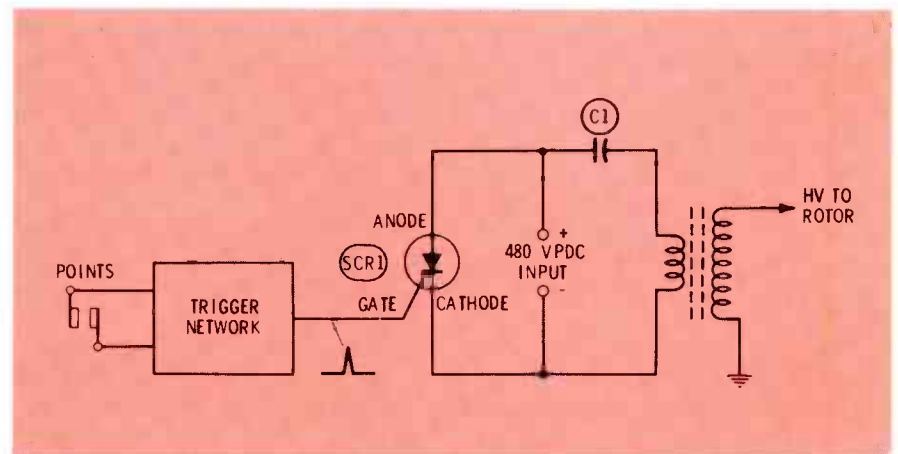 C1
HV TO
ROTOR
ANODE
+
480 VPDC
INPUT
-
SCR1
POINTS
TRIGGER
NETWORK
GATE
CATHODE